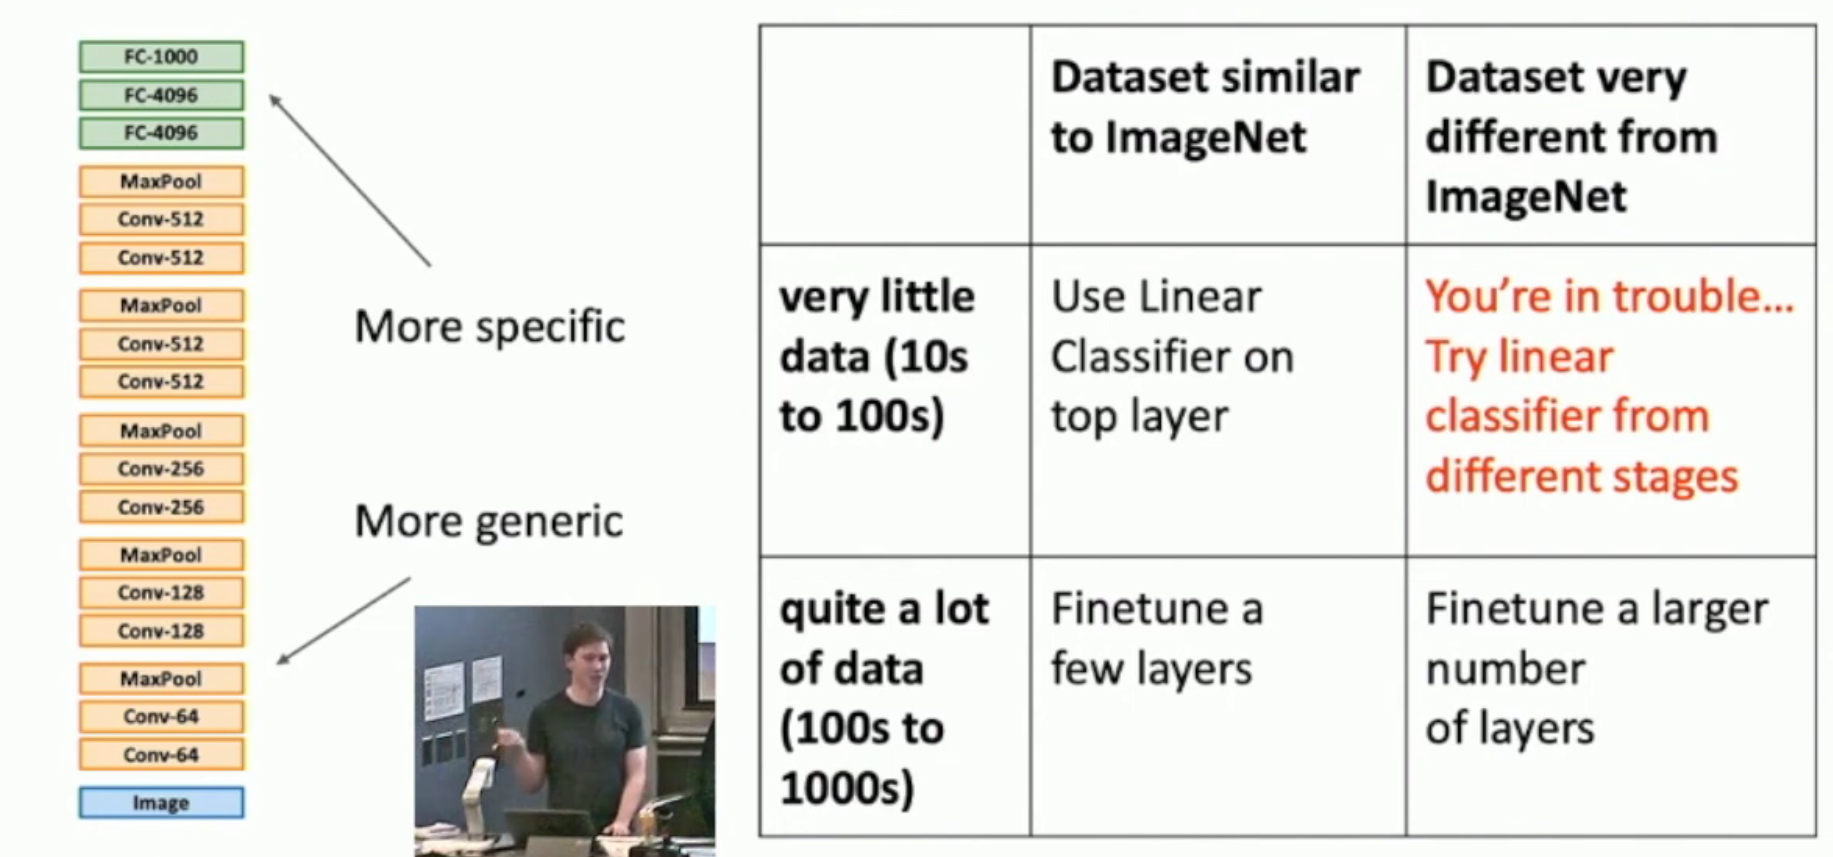 FC-1000
FC-4096
FC-4096
MaxPool
Conv-512
Conv-512
MaxPool
Conv-512
Conv-512
MaxPool
Conv-256
Conv-256
MaxPool
Conv-128
Conv-128
MaxPool
Conv-64
Conv-64
Image
More specific
More generic
Dataset similar
to ImageNet
Dataset very
different from
ImageNet
very little
data (10s
to 100s)
Use Linear
Classifier on
top layer
You're in trouble...
Try linear
classifier from
different stages
quite a lot
of data
(100s to
1000s)
Finetune a
few layers
Finetune a larger
number
of layers